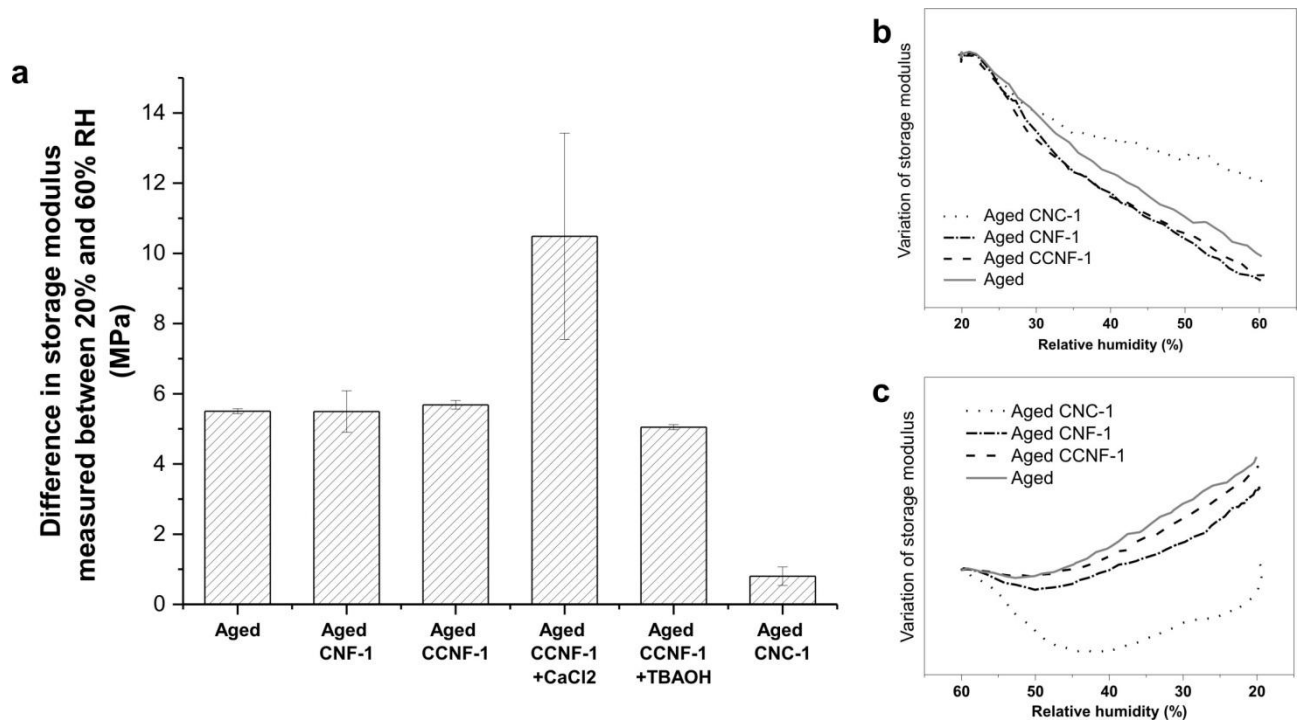 a
Difference in storage modulus
measured between 20% and 60% RH
(MPa)
14
12
10
8
6
4
2
0
Aged
Aged
CNF-1
Aged
CCNF-1
Aged
CCNF-1
+CaCl2
Aged
CCNF-1
+TBAOH
Aged
CNC-1
b
Variation of storage modulus
Aged CNC-1
Aged CNF-1
Aged CCNF-1
Aged
20 30 40 50 60
Relative humidity (%)
c
Variation of storage modulus
Aged CNC-1
Aged CNF-1
Aged CCNF-1
Aged
60 50 40 30 20
Relative humidity (%)